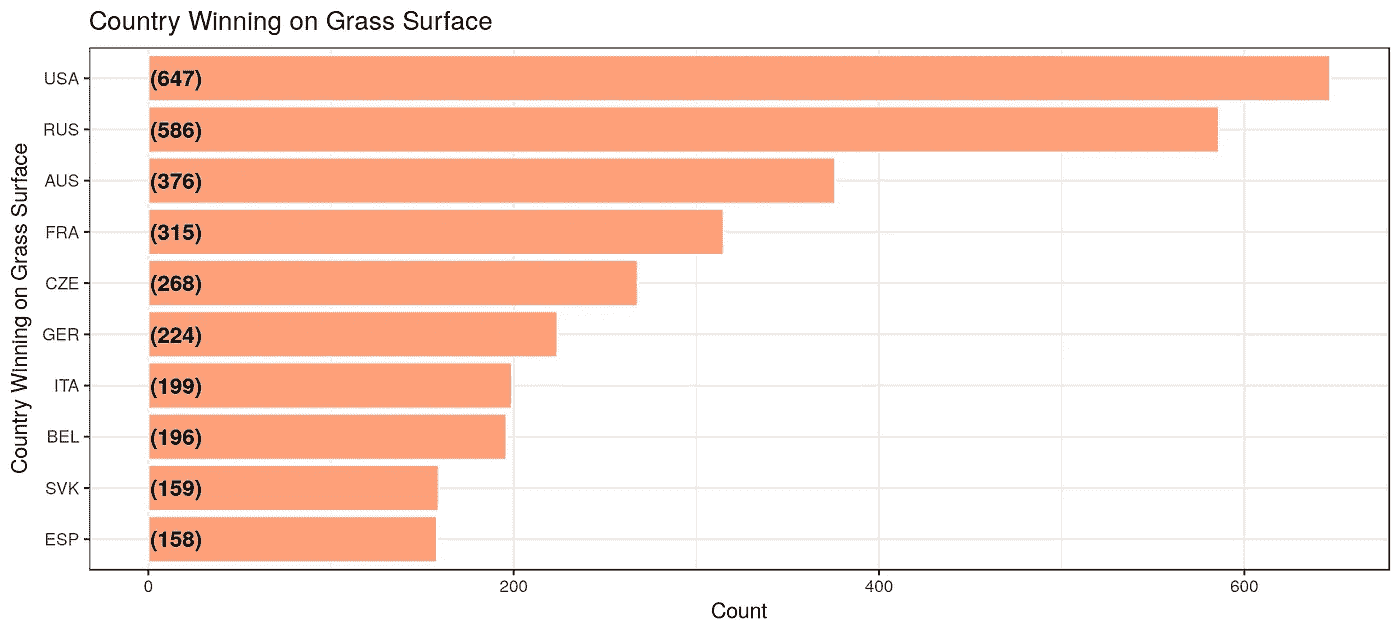 Country Winning on Grass Surface
Country Winning on Grass Surface
USA (647)
RUS (586)
AUS (376)
FRA (315)
CZE (268)
GER (224)
ITA (199)
BEL (196)
SVK (159)
ESP (158)
0 200 400 600
Count